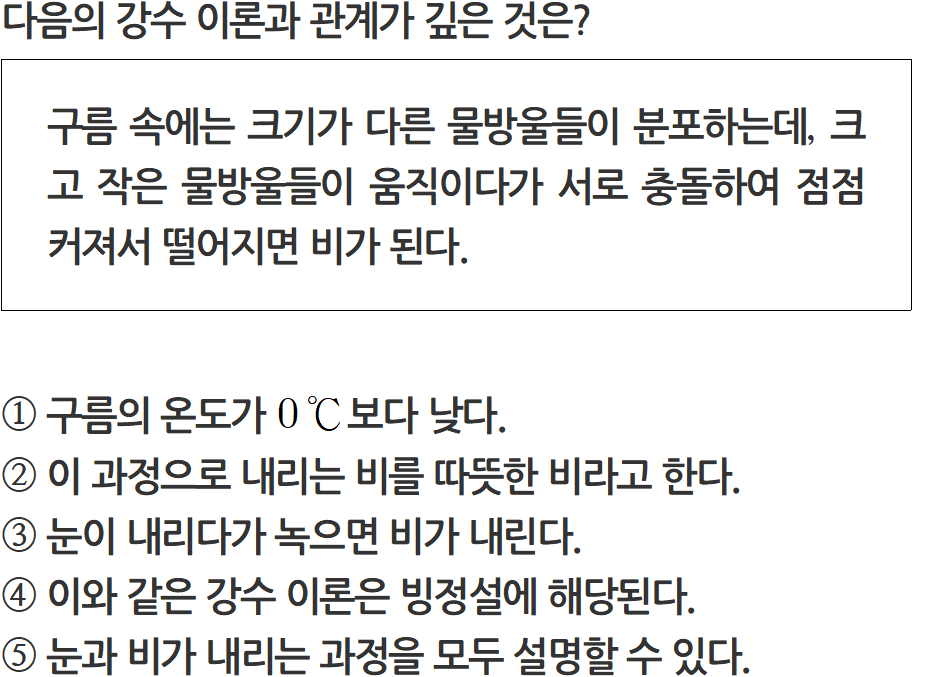 다음의 강수 이론과 관계가 깊은 것은?
구름 속에는 크기가 다른 물방울들이 분포하는데, 크
고 작은 물방울들이 움직이다가 서로 충돌하여 점점
커져서 떨어지면 비가 된다.
① 구름의 온도가 0℃보다 낮다.
② 이 과정으로 내리는 비를 따뜻한 비라고 한다.
③ 눈이 내리다가 녹으면 비가 내린다.
④ 이와 같은 강수 이론은 빙정설에 해당된다.
⑤ 눈과 비가 내리는 과정을 모두 설명할 수 있다.